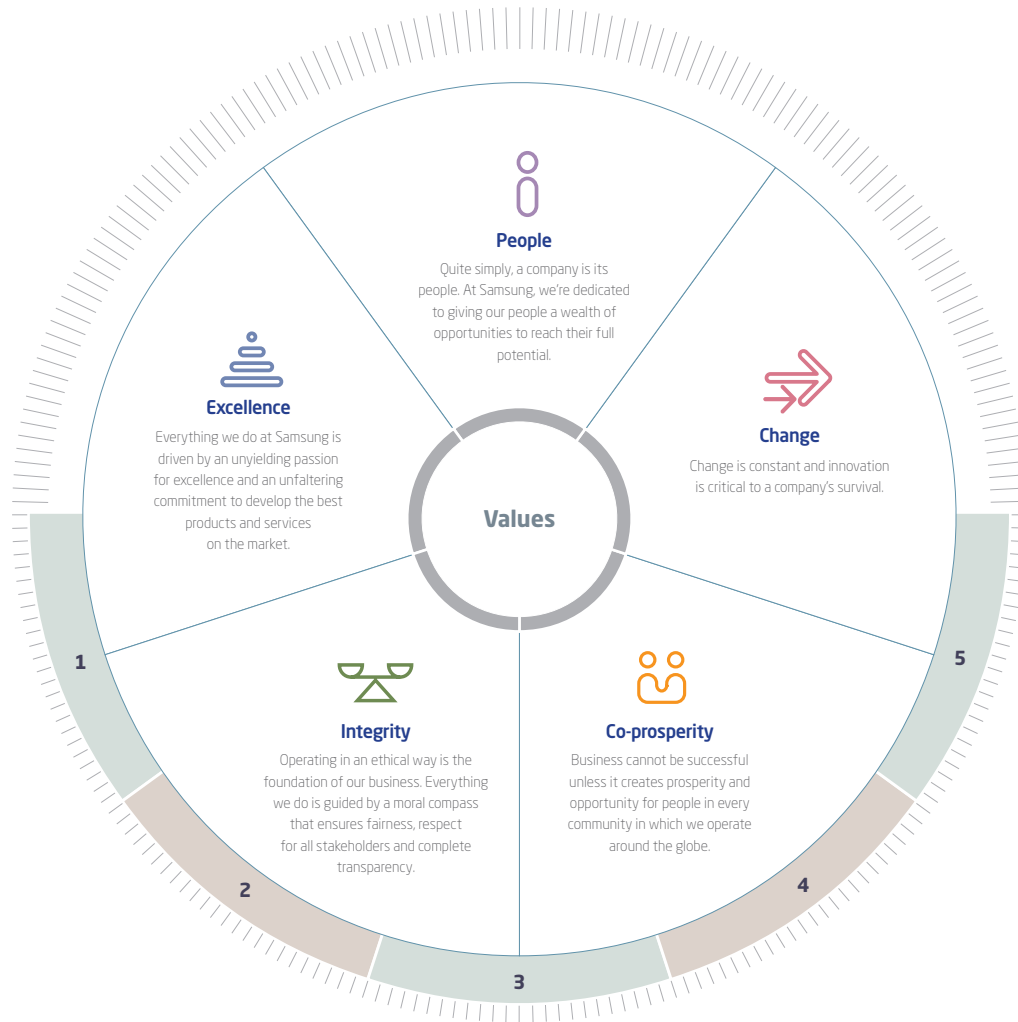 People
Quite simply, a company is its
people. At Samsung, we're dedicated
to giving our people a wealth of
opportunities to reach their full
potential.
Excellence
Everything we do at Samsung is
driven by an unyielding passion
for excellence and an unfaltering
commitment to develop the best
products and services
on the market.
Change
Change is constant and innovation
is critical to a company's survival.
Values
Integrity
Operating in an ethical way is the
foundation of our business. Everything
we do is guided by a moral compass
that ensures fairness, respect
for all stakeholders and complete
transparency.
Co-prosperity
Business cannot be successful
unless it creates prosperity and
opportunity for people in every
community in which we operate
around the globe.
1
2
3
4
5